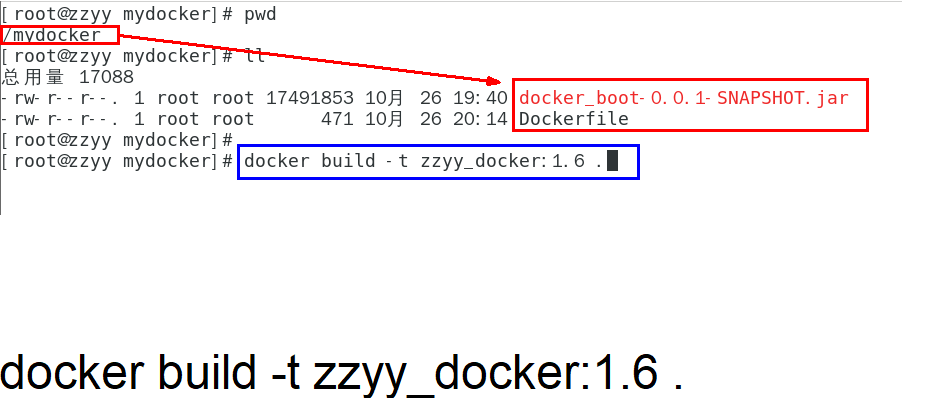 [root@zzyy mydocker]# pwd
/mydocker
[root@zzyy mydocker]# ll
总用量 17088
-rw-r--r--. 1 root root 17491853 10月 26 19:40 docker_boot-0.0.1-SNAPSHOT.jar
-rw-r--r--. 1 root root 471 10月 26 20:14 Dockerfile
[root@zzyy mydocker]#
[root@zzyy mydocker]# docker build -t zzyy_docker:1.6 .
docker build -t zzyy_docker:1.6 .